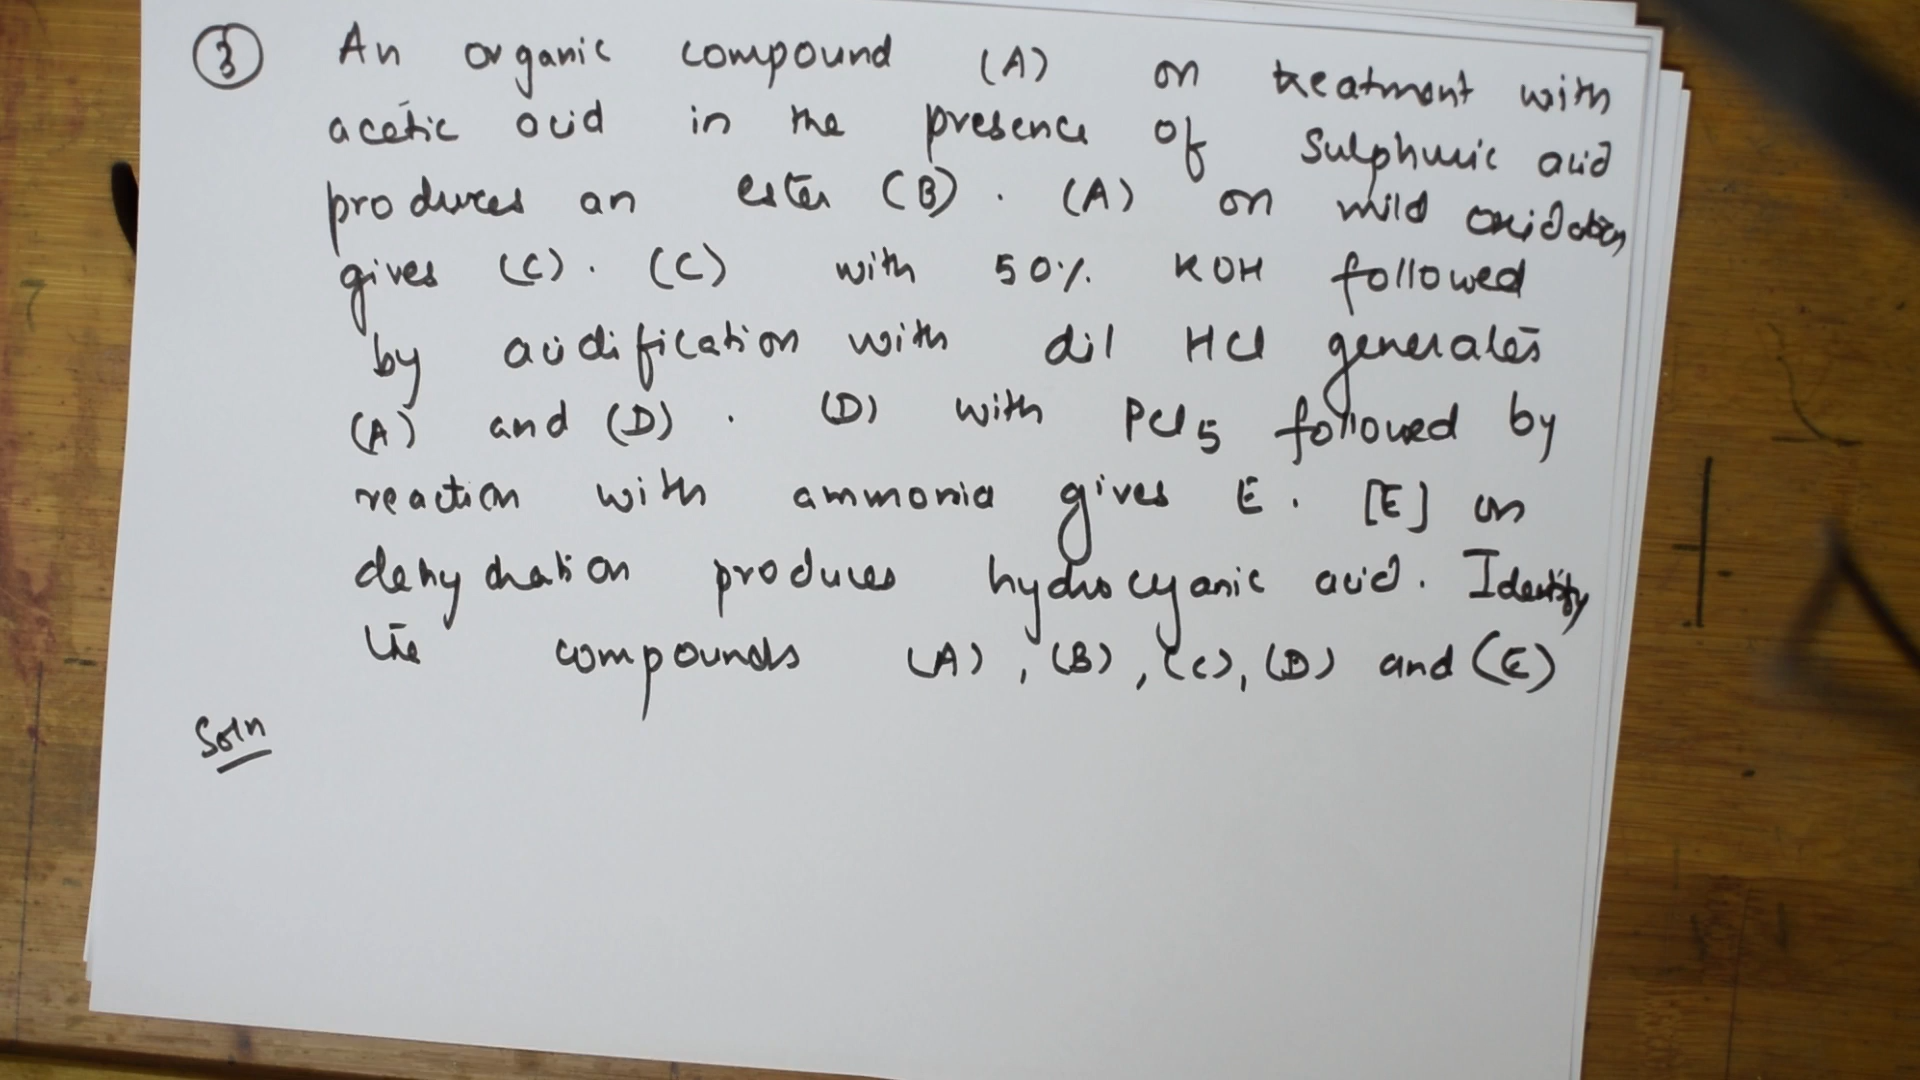 3 An organic compound (A) on treatment with
acetic acid in the presence of Sulphuric acid
produces an ester (B). (A) on mild oxidation
gives (C). (C) with 50% KOH followed
by acidification with dil HCl generates
(A) and (D). (D) with PCl5 followed by
reaction with ammonia gives E. [E] on
dehydration produces hydrocyanic acid. Identify
the compounds (A), (B), (C), (D) and (E)
Soln